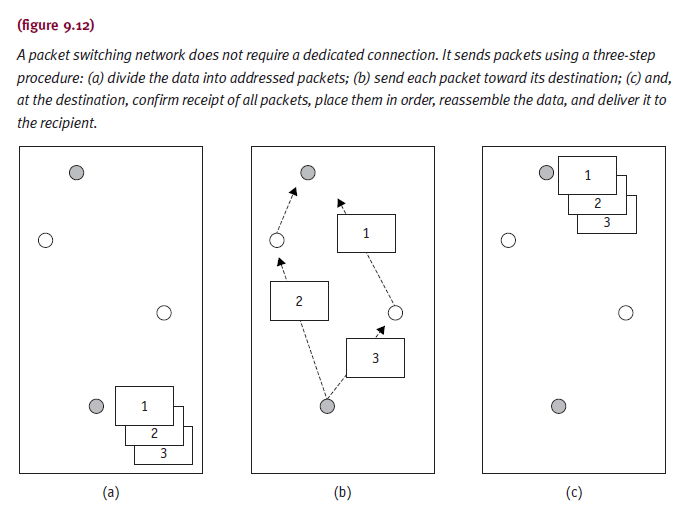 (figure 9.12)
A packet switching network does not require a dedicated connection. It sends packets using a three-step
procedure: (a) divide the data into addressed packets; (b) send each packet toward its destination; (c) and,
at the destination, confirm receipt of all packets, place them in order, reassemble the data, and deliver it to
the recipient.
1
2
3
(a)
1
2
3
(b)
1
2
3
(c)